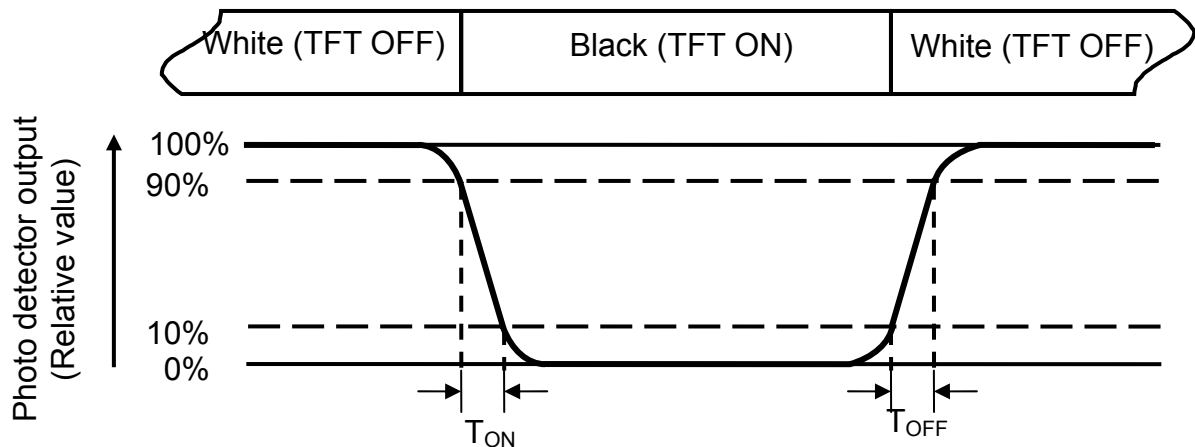 White (TFT OFF)
Black (TFT ON)
White (TFT OFF)
Photo detector output
(Relative value)
100%
90%
10%
0%
TON
TOFF